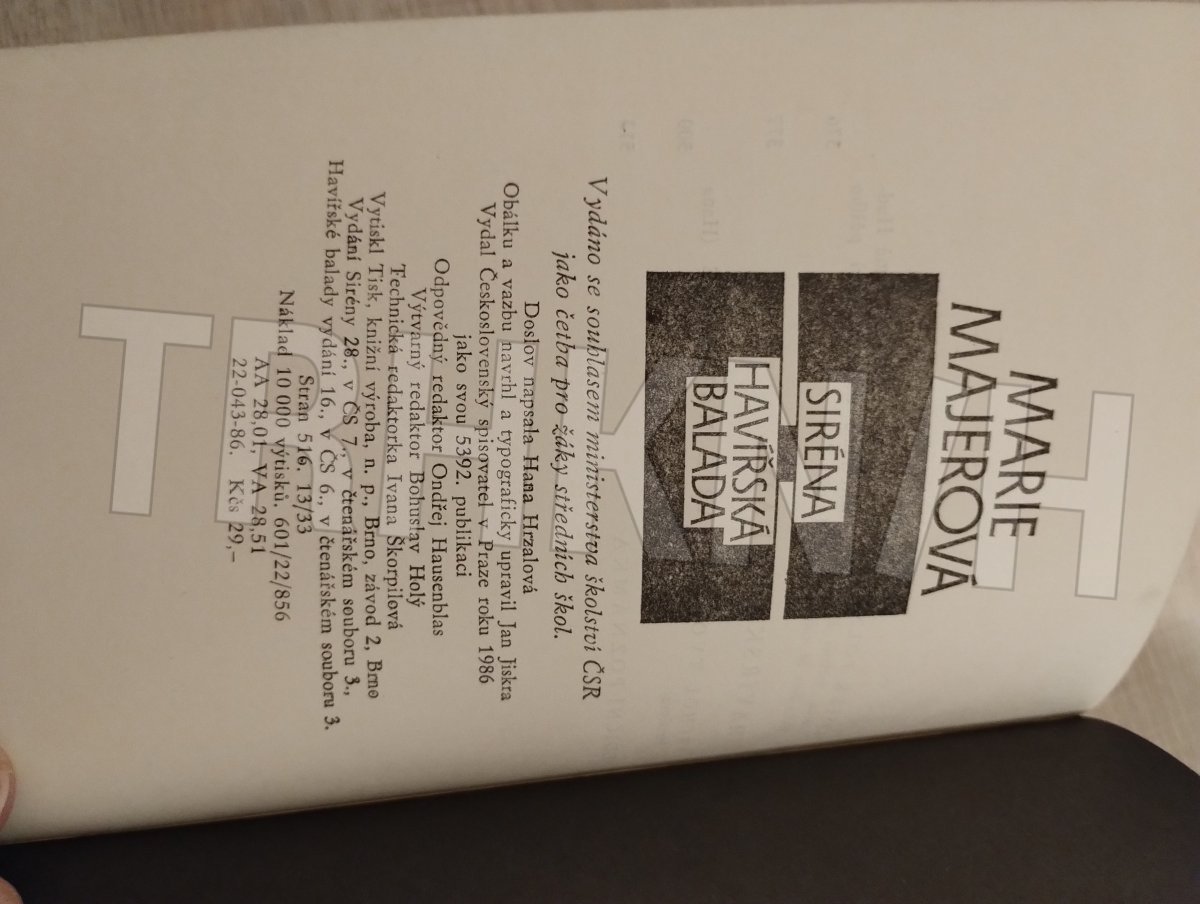 MARIE
MAJEROVÁ
SIRÉNA
HAVÍŘSKÁ
BALADA
Vydáno se souhlasem ministerstva školství ČSR
jako četba pro žáky středních škol.
Doslov napsala Hana Hrzalová
Obálku a vazbu navrhl a typograficky upravil Jan Jiskra
Vydal Československý spisovatel v Praze roku 1986
jako svou 5392. publikaci
Odpovědný redaktor Ondřej Hausenblas
Výtvarný redaktor Bohuslav Holý
Technická redaktorka Ivana Škorpilová
Vytiskl Tisk, knižní výroba, n. p., Brno, závod 2, Brno
Vydání Sirény 28., v ČS 7., v čtenářském souboru 3.,
Havířské balady vydání 16., v ČS 6., v čtenářském souboru 3.
Stran 516. 13/33
Náklad 10 000 výtisků. 601/22/856
AA 28,01, VA 28,51
22-043-86. Kčs 29,–